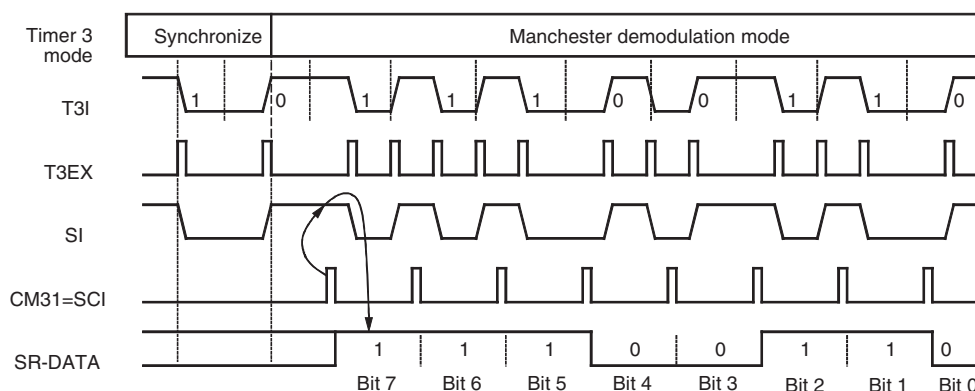 Timer 3
mode
Synchronize
Manchester demodulation mode
T3I
1 0 1 1 1 0 0 1 1 0
T3EX
SI
CM31=SCI
SR-DATA
1 1 1 0 0 1 1 0
Bit 7 Bit 6 Bit 5 Bit 4 Bit 3 Bit 2 Bit 1 Bit 0